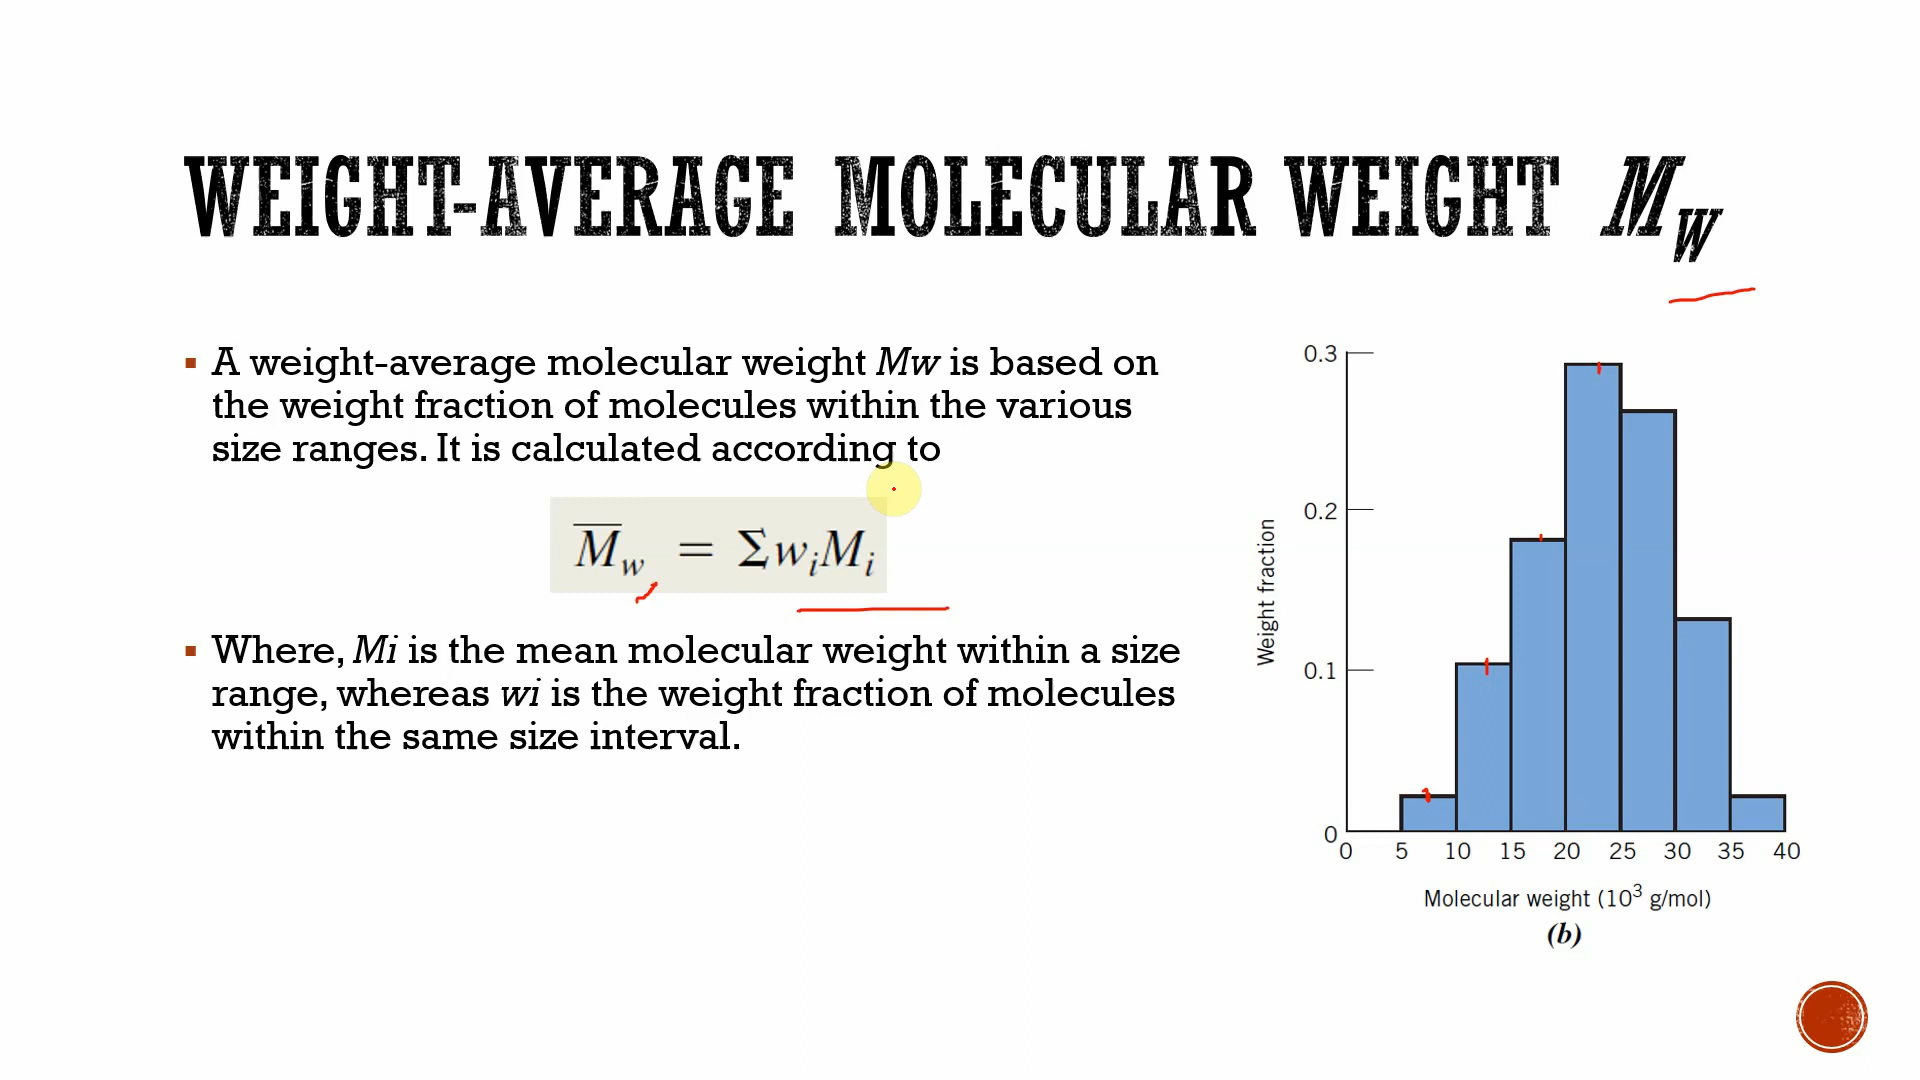 WEIGHT-AVERAGE MOLECULAR WEIGHT Mw
A weight-average molecular weight Mw is based on
the weight fraction of molecules within the various
size ranges. It is calculated according to
M̅w = ΣwiMi
Where, Mi is the mean molecular weight within a size
range, whereas wi is the weight fraction of molecules
within the same size interval.
0.3
0.2
0.1
0
Weight fraction
0 5 10 15 20 25 30 35 40
Molecular weight (10³ g/mol)
(b)